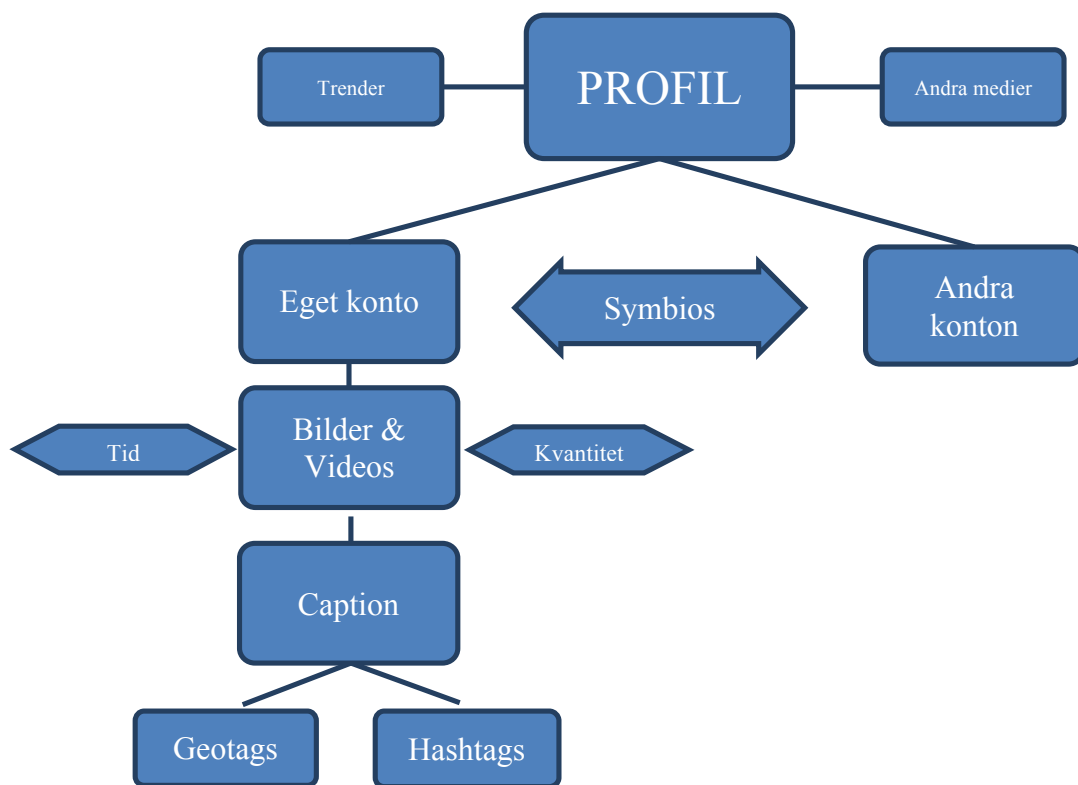 Trender
PROFIL
Andra medier
Eget konto
Symbios
Andra
konton
Tid
Bilder &
Videos
Kvantitet
Caption
Geotags
Hashtags